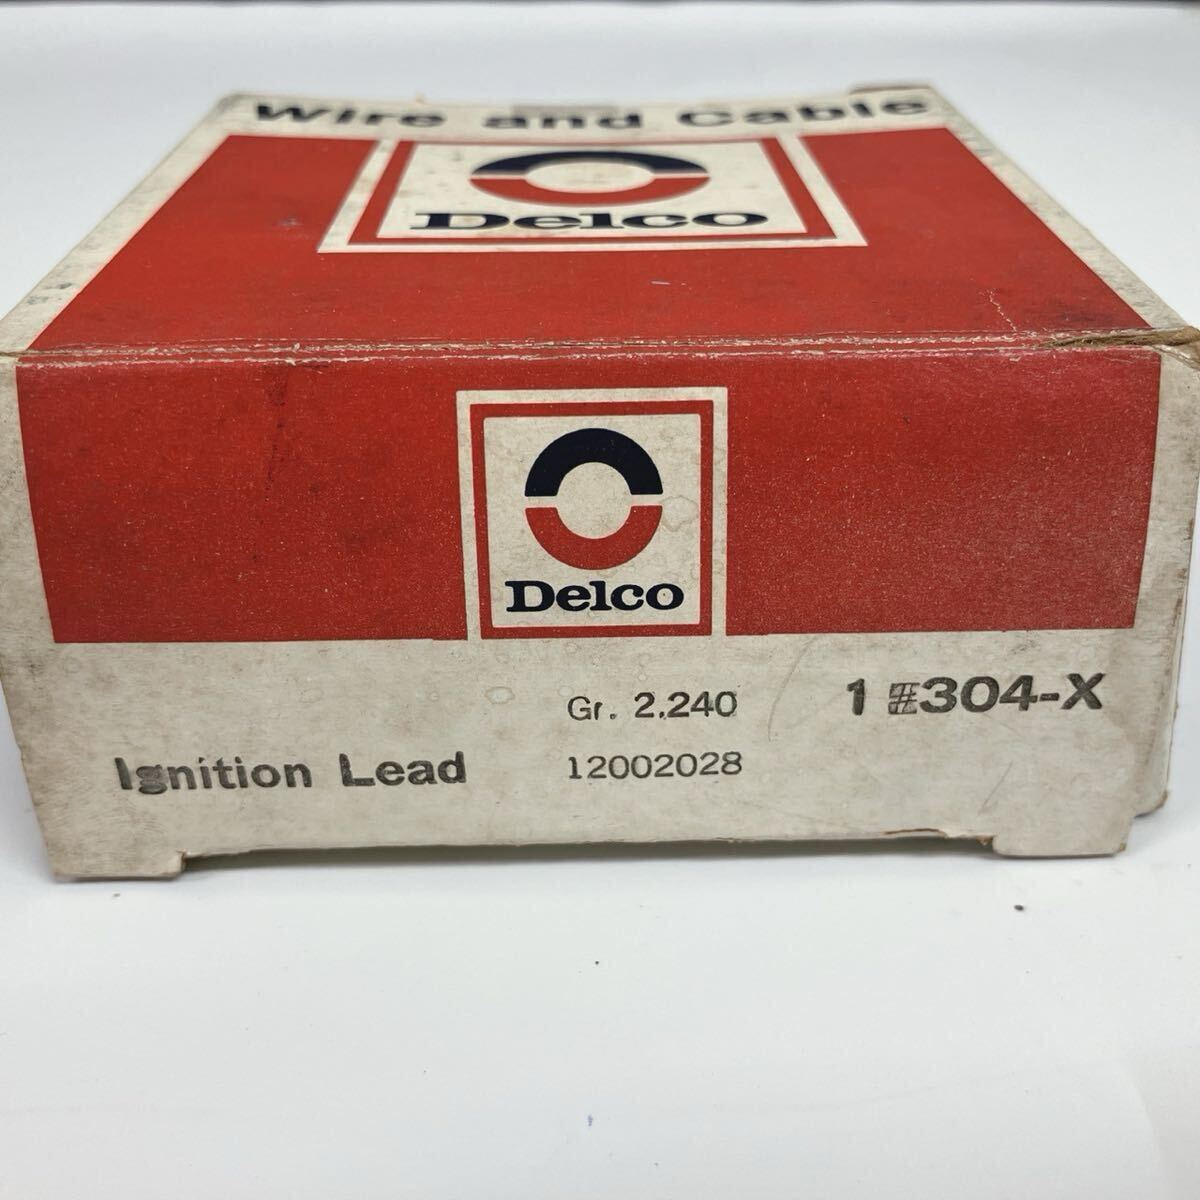 Wire and Cable
Delco
Delco
Gr. 2.240 1 #304-X
Ignition Lead 12002028